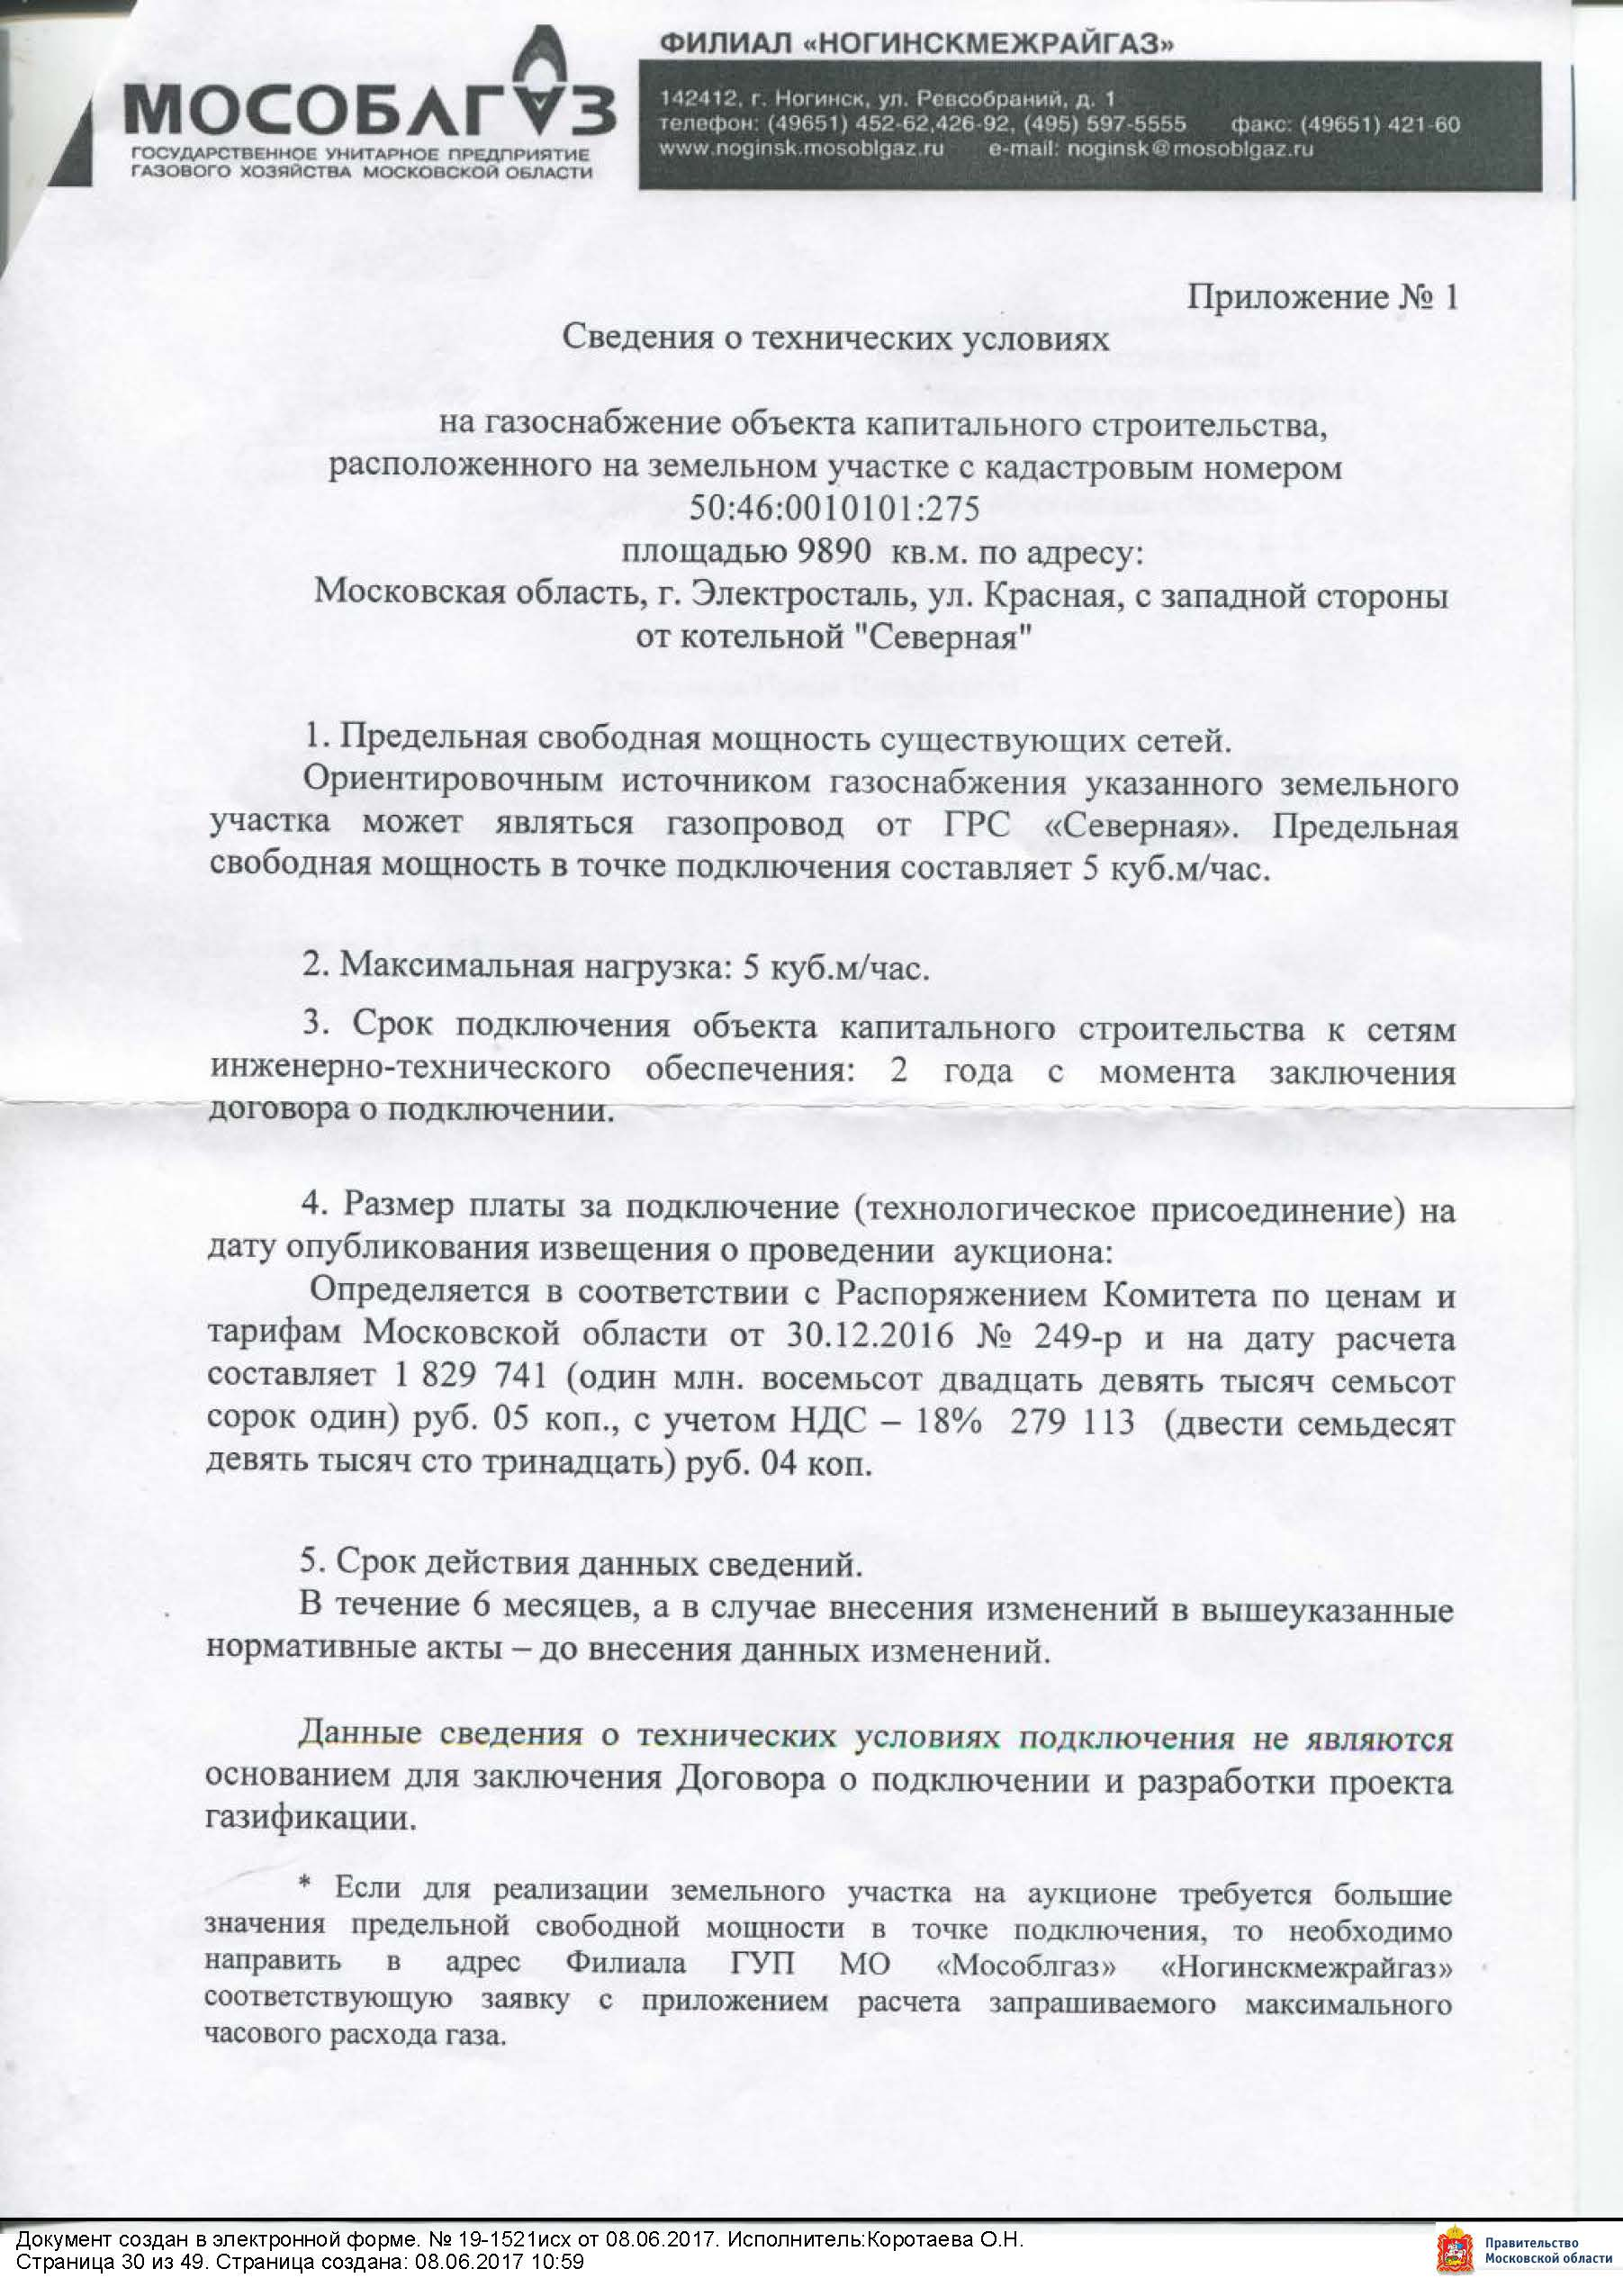 МОСОБЛГАЗ
ГОСУДАРСТВЕННОЕ УНИТАРНОЕ ПРЕДПРИЯТИЕ
ГАЗОВОГО ХОЗЯЙСТВА МОСКОВСКОЙ ОБЛАСТИ
ФИЛИАЛ «НОГИНСКМЕЖРАЙГАЗ»
142412, г. Ногинск, ул. Ревсобраний, д. 1
телефон: (49651) 452-62,426-92, (495) 597-5555 факс: (49651) 421-60
www.noginsk.mosoblgaz.ru e-mail: noginsk@mosoblgaz.ru
Приложение № 1
Сведения о технических условиях
на газоснабжение объекта капитального строительства,
расположенного на земельном участке с кадастровым номером
50:46:0010101:275
площадью 9890 кв.м. по адресу:
Московская область, г. Электросталь, ул. Красная, с западной стороны
от котельной "Северная"
1. Предельная свободная мощность существующих сетей.
Ориентировочным источником газоснабжения указанного земельного
участка может являться газопровод от ГРС «Северная». Предельная
свободная мощность в точке подключения составляет 5 куб.м/час.
2. Максимальная нагрузка: 5 куб.м/час.
3. Срок подключения объекта капитального строительства к сетям
инженерно-технического обеспечения: 2 года с момента заключения
договора о подключении.
4. Размер платы за подключение (технологическое присоединение) на
дату опубликования извещения о проведении аукциона:
Определяется в соответствии с Распоряжением Комитета по ценам и
тарифам Московской области от 30.12.2016 № 249-р и на дату расчета
составляет 1 829 741 (один млн. восемьсот двадцать девять тысяч семьсот
сорок один) руб. 05 коп., с учетом НДС – 18% 279 113 (двести семьдесят
девять тысяч сто тринадцать) руб. 04 коп.
5. Срок действия данных сведений.
В течение 6 месяцев, а в случае внесения изменений в вышеуказанные
нормативные акты – до внесения данных изменений.
Данные сведения о технических условиях подключения не являются
основанием для заключения Договора о подключении и разработки проекта
газификации.
* Если для реализации земельного участка на аукционе требуется большие
значения предельной свободной мощности в точке подключения, то необходимо
направить в адрес Филиала ГУП МО «Мособлгаз» «Ногинскмежрайгаз»
соответствующую заявку с приложением расчета запрашиваемого максимального
часового расхода газа.
Документ создан в электронной форме. № 19-1521исх от 08.06.2017. Исполнитель:Коротаева О.Н.
Страница 30 из 49. Страница создана: 08.06.2017 10:59
Правительство
Московской области